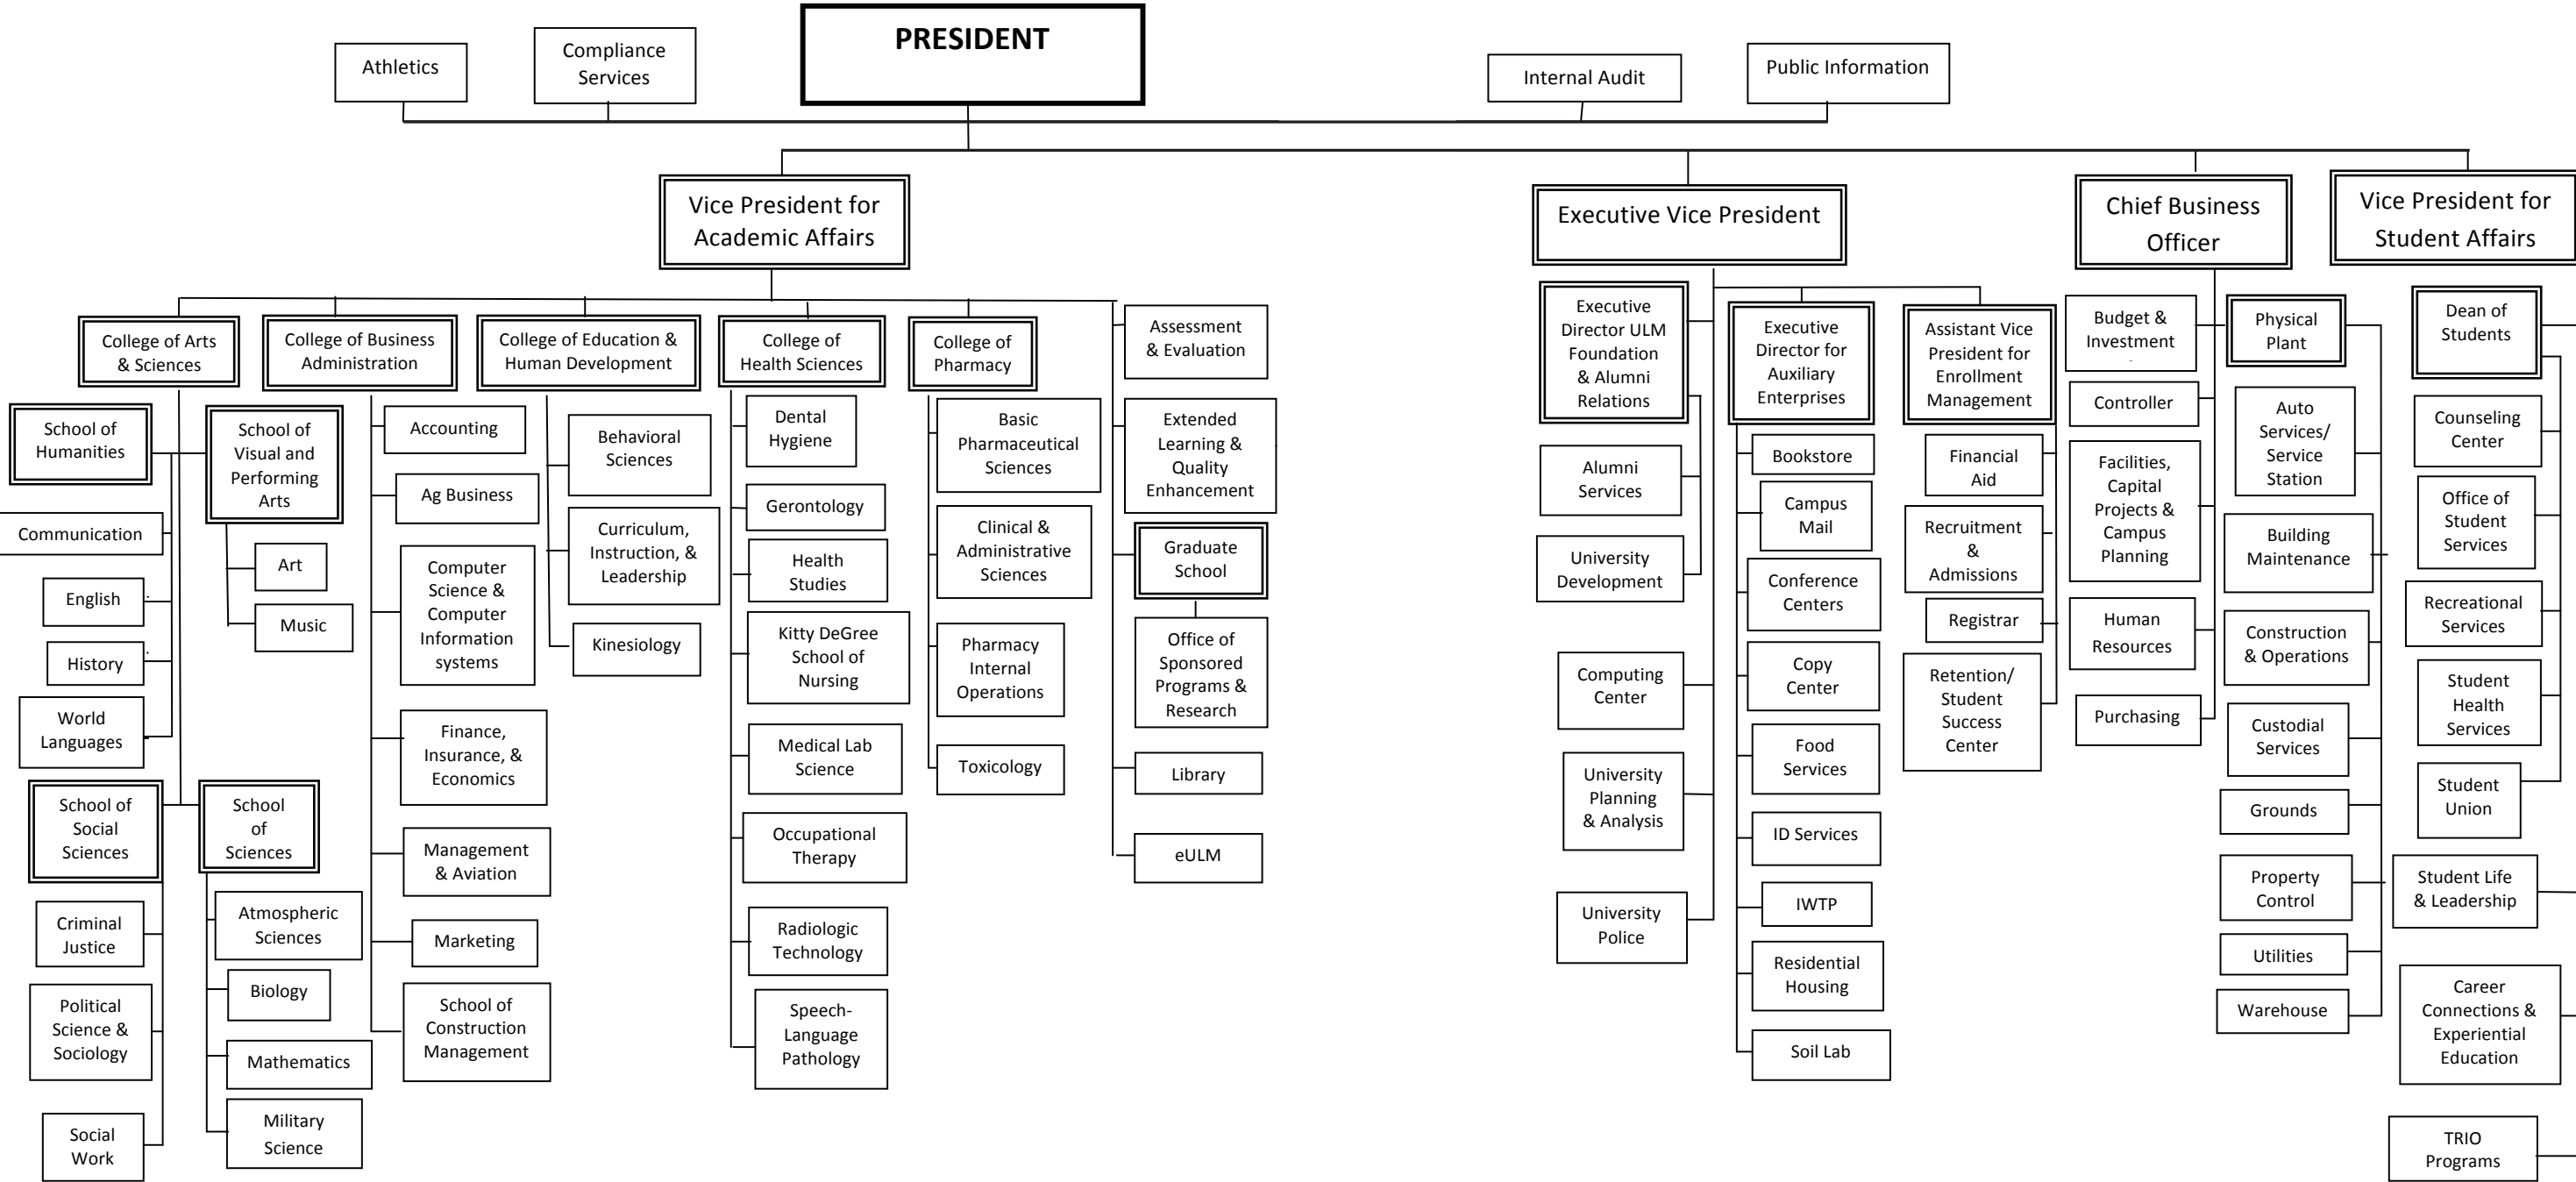 PRESIDENT
Athletics
Compliance
Services
Internal Audit
Public Information
Vice President for
Academic Affairs
Executive Vice President
Chief Business
Officer
Vice President for
Student Affairs
College of Arts
& Sciences
School of
Humanities
Communication
English
History
World
Languages
School of
Visual and
Performing
Arts
Art
Music
School of
Social
Sciences
Criminal
Justice
Political
Science &
Sociology
Social
Work
School
of
Sciences
Atmospheric
Sciences
Biology
Mathematics
Military
Science
College of Business
Administration
Accounting
Ag Business
Computer
Science &
Computer
Information
systems
Finance,
Insurance, &
Economics
Management
& Aviation
Marketing
School of
Construction
Management
College of Education &
Human Development
Behavioral
Sciences
Curriculum,
Instruction, &
Leadership
Kinesiology
College of
Health Sciences
Dental
Hygiene
Gerontology
Health
Studies
Kitty DeGree
School of
Nursing
Medical Lab
Science
Occupational
Therapy
Radiologic
Technology
Speech-
Language
Pathology
College of
Pharmacy
Basic
Pharmaceutical
Sciences
Clinical &
Administrative
Sciences
Pharmacy
Internal
Operations
Toxicology
Assessment
& Evaluation
Extended
Learning &
Quality
Enhancement
Graduate
School
Office of
Sponsored
Programs &
Research
Library
eULM
Executive
Director ULM
Foundation
& Alumni
Relations
Alumni
Services
University
Development
Computing
Center
University
Planning
& Analysis
University
Police
Executive
Director for
Auxiliary
Enterprises
Bookstore
Campus
Mail
Conference
Centers
Copy
Center
Food
Services
ID Services
IWTP
Residential
Housing
Soil Lab
Assistant Vice
President for
Enrollment
Management
Financial
Aid
Recruitment
&
Admissions
Registrar
Retention/
Student
Success
Center
Budget &
Investment
Controller
Facilities,
Capital
Projects &
Campus
Planning
Human
Resources
Purchasing
Physical
Plant
Auto
Services/
Service
Station
Building
Maintenance
Construction
& Operations
Custodial
Services
Grounds
Property
Control
Utilities
Warehouse
Dean of
Students
Counseling
Center
Office of
Student
Services
Recreational
Services
Student
Health
Services
Student
Union
Student Life
& Leadership
Career
Connections &
Experiential
Education
TRIO
Programs